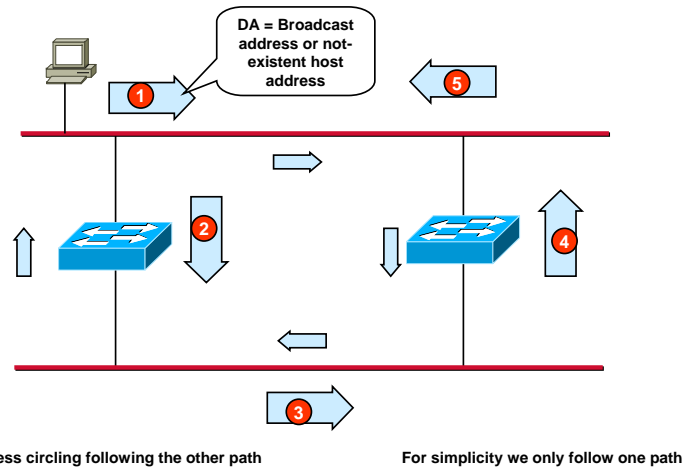 DA = Broadcast
address or not-
existent host
address
1
5
2
4
3
ess circling following the other path
For simplicity we only follow one path